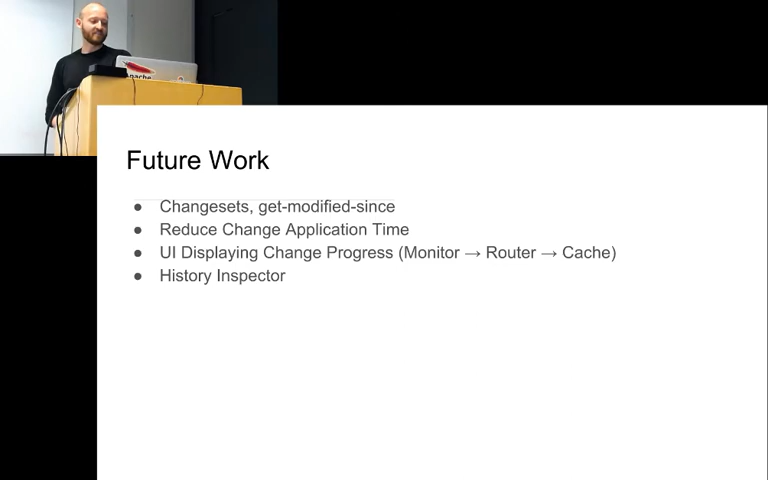 Apache
Future Work
● Changesets, get-modified-since
● Reduce Change Application Time
● UI Displaying Change Progress (Monitor → Router → Cache)
● History Inspector